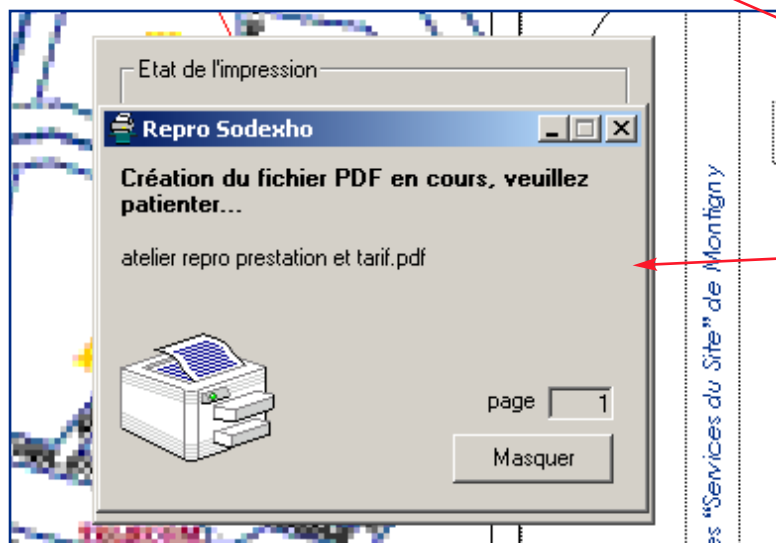 Etat de l'impression
Repro Sodexho
Création du fichier PDF en cours, veuillez
patienter...
atelier repro prestation et tarif.pdf
page 1
Masquer
es “Services du Site” de Montigny